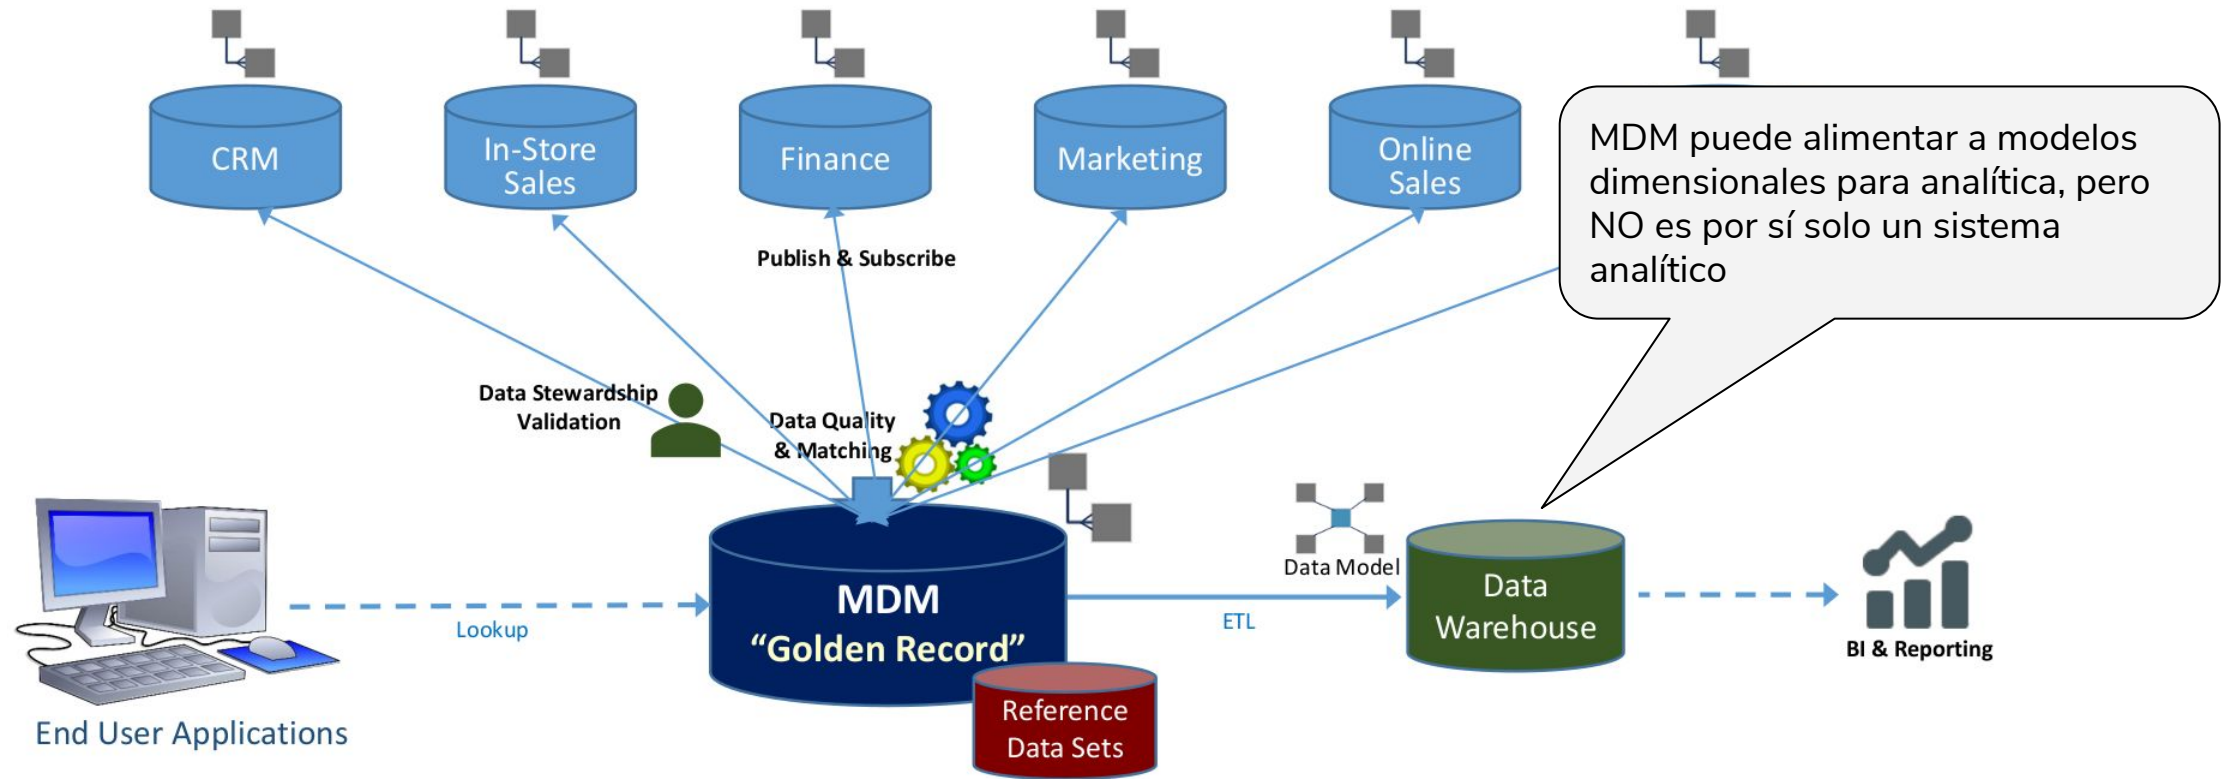 CRM
In-Store
Sales
Finance
Marketing
Online
Sales
MDM puede alimentar a modelos
dimensionales para analítica, pero
NO es por sí solo un sistema
analítico
Publish & Subscribe
Data Stewardship
Validation
Data Quality
& Matching
Lookup
MDM
“Golden Record”
ETL
Data Model
Data
Warehouse
BI & Reporting
Reference
Data Sets
End User Applications